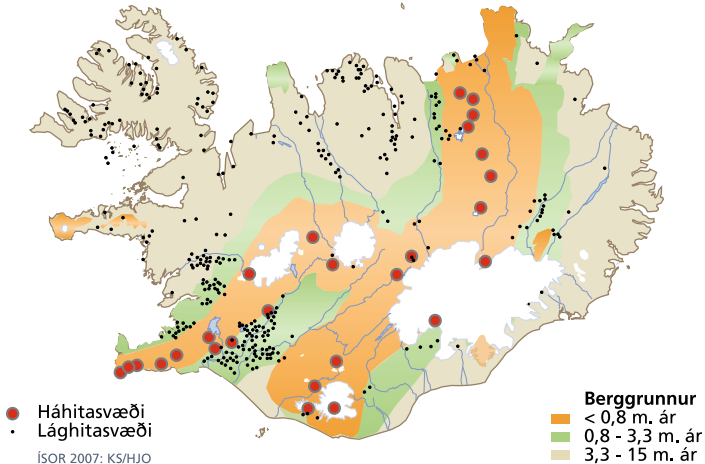 Háhitasvæði
Lághitasvæði
ÍSOR 2007: KS/HJO
Berggrunnur
< 0,8 m. ár
0,8 - 3,3 m. ár
3,3 - 15 m. ár